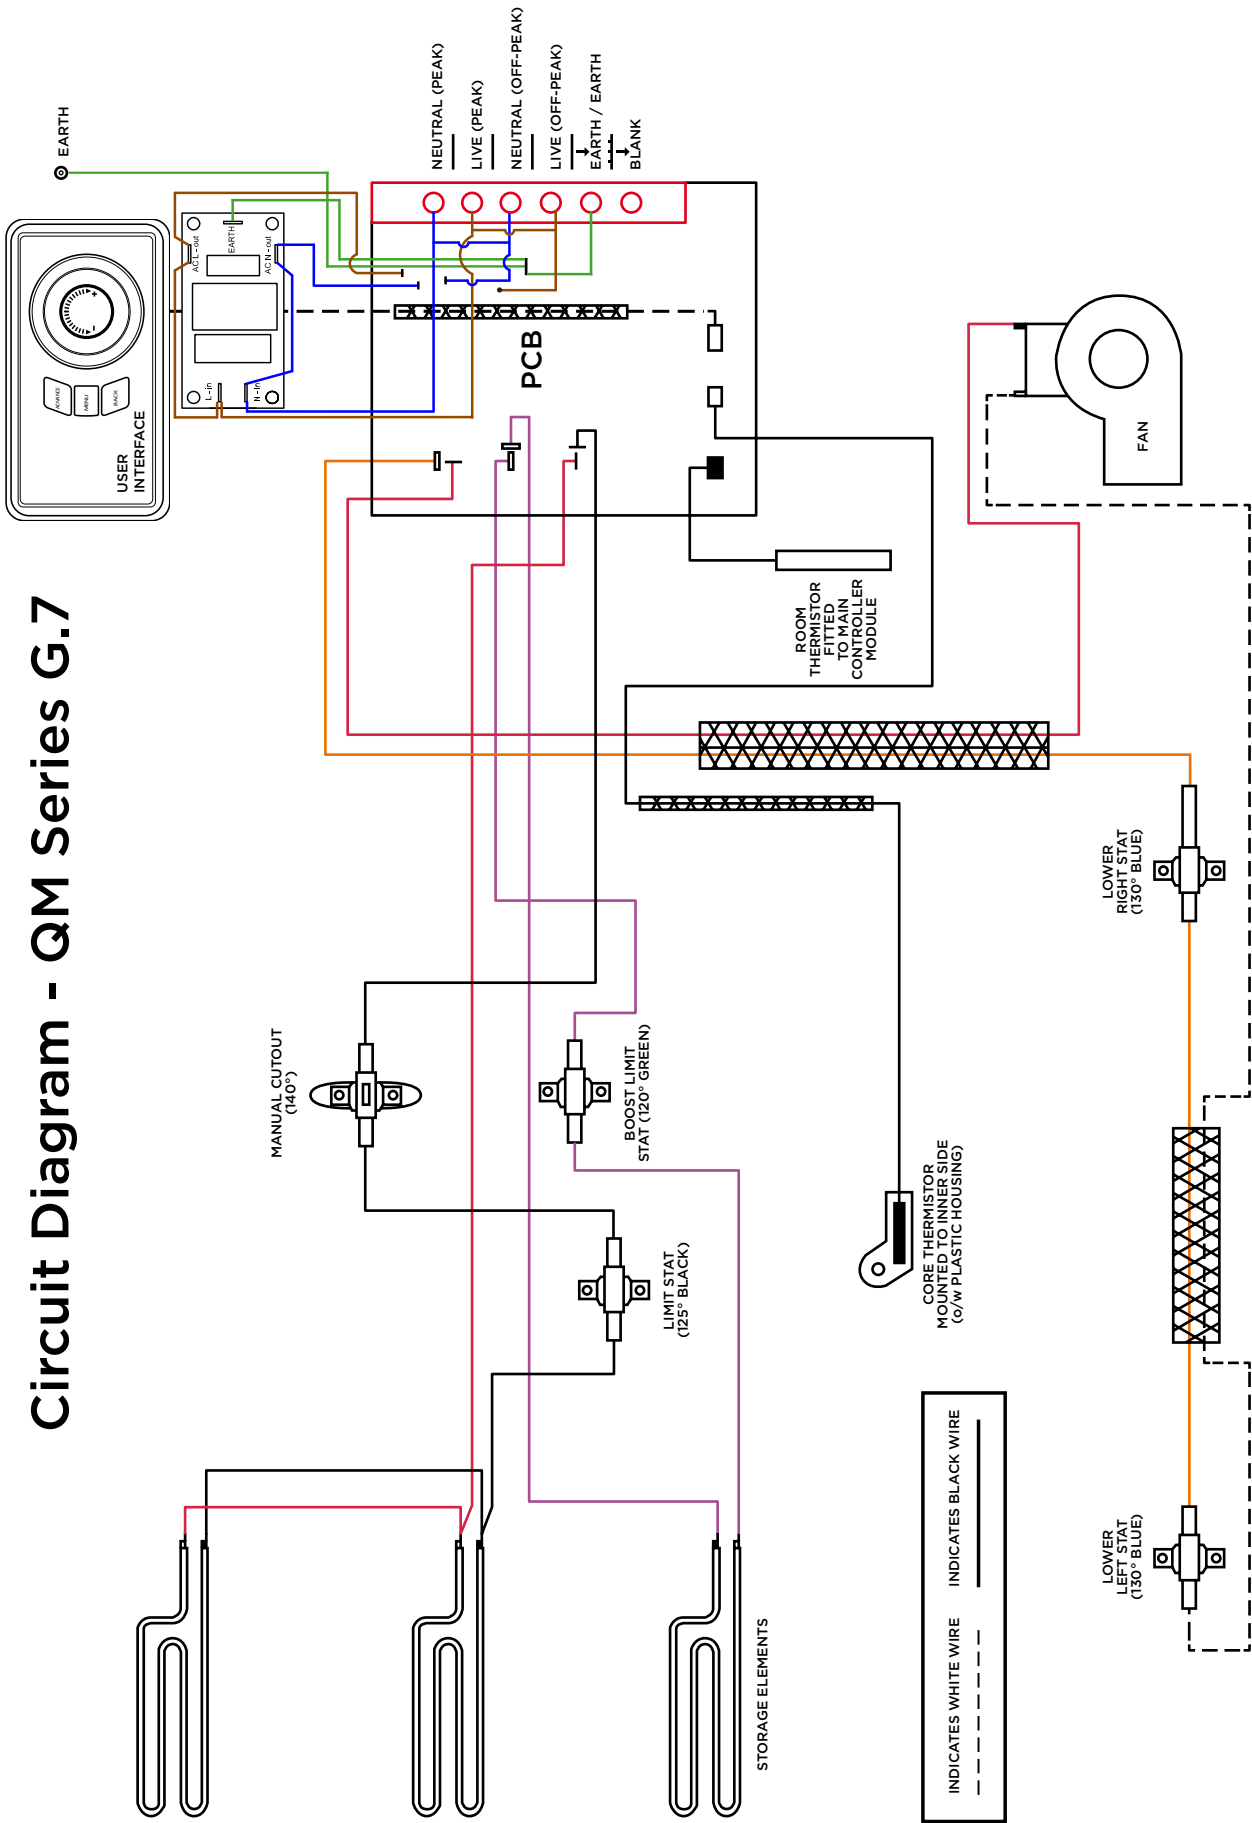 Circuit Diagram - QM Series G.7
EARTH
USER
INTERFACE
ADVANCE
MENU
BACK
AC L-out
EARTH
AC N-out
L-in
N-In
NEUTRAL (PEAK)
LIVE (PEAK)
NEUTRAL (OFF-PEAK)
LIVE (OFF-PEAK)
EARTH / EARTH
BLANK
PCB
FAN
ROOM
THERMISTOR
FITTED
TO MAIN
CONTROLLER
MODULE
MANUAL CUTOUT
(140°)
BOOST LIMIT
STAT (120° GREEN)
LIMIT STAT
(125° BLACK)
CORE THERMISTOR
MOUNTED TO INNER SIDE
(o/w PLASTIC HOUSING)
LOWER
RIGHT STAT
(130° BLUE)
LOWER
LEFT STAT
(130° BLUE)
STORAGE ELEMENTS
INDICATES WHITE WIRE
INDICATES BLACK WIRE